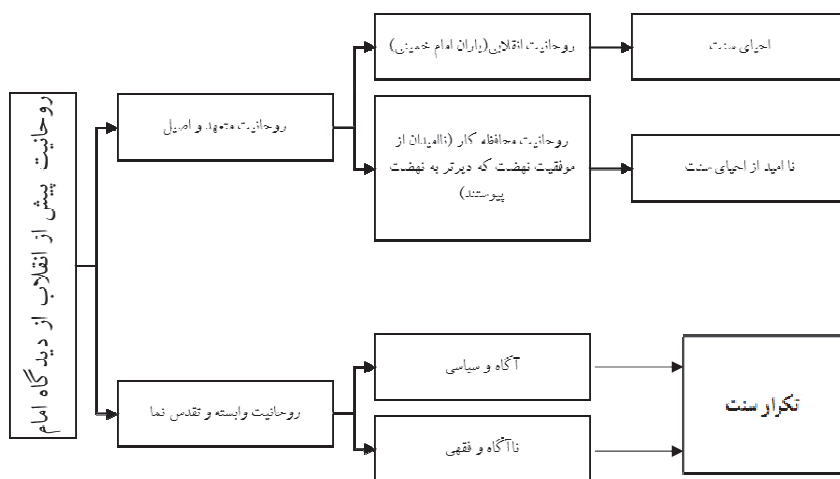 روحانیت پیش از انقلاب از دیدگاه امام
روحانیت متعهد و اصیل
روحانیت انقلابی(یاران امام خمینی)
احیای سنت
روحانیت محافظه کار (ناامیدان از
موفقیت نهضت که دیرتر به نهضت
پیوستند)
نا امید از احیای سنت
روحانیت وابسته و تقدس نما
آگاه و سیاسی
ناآگاه و فقهی
تکرار سنت